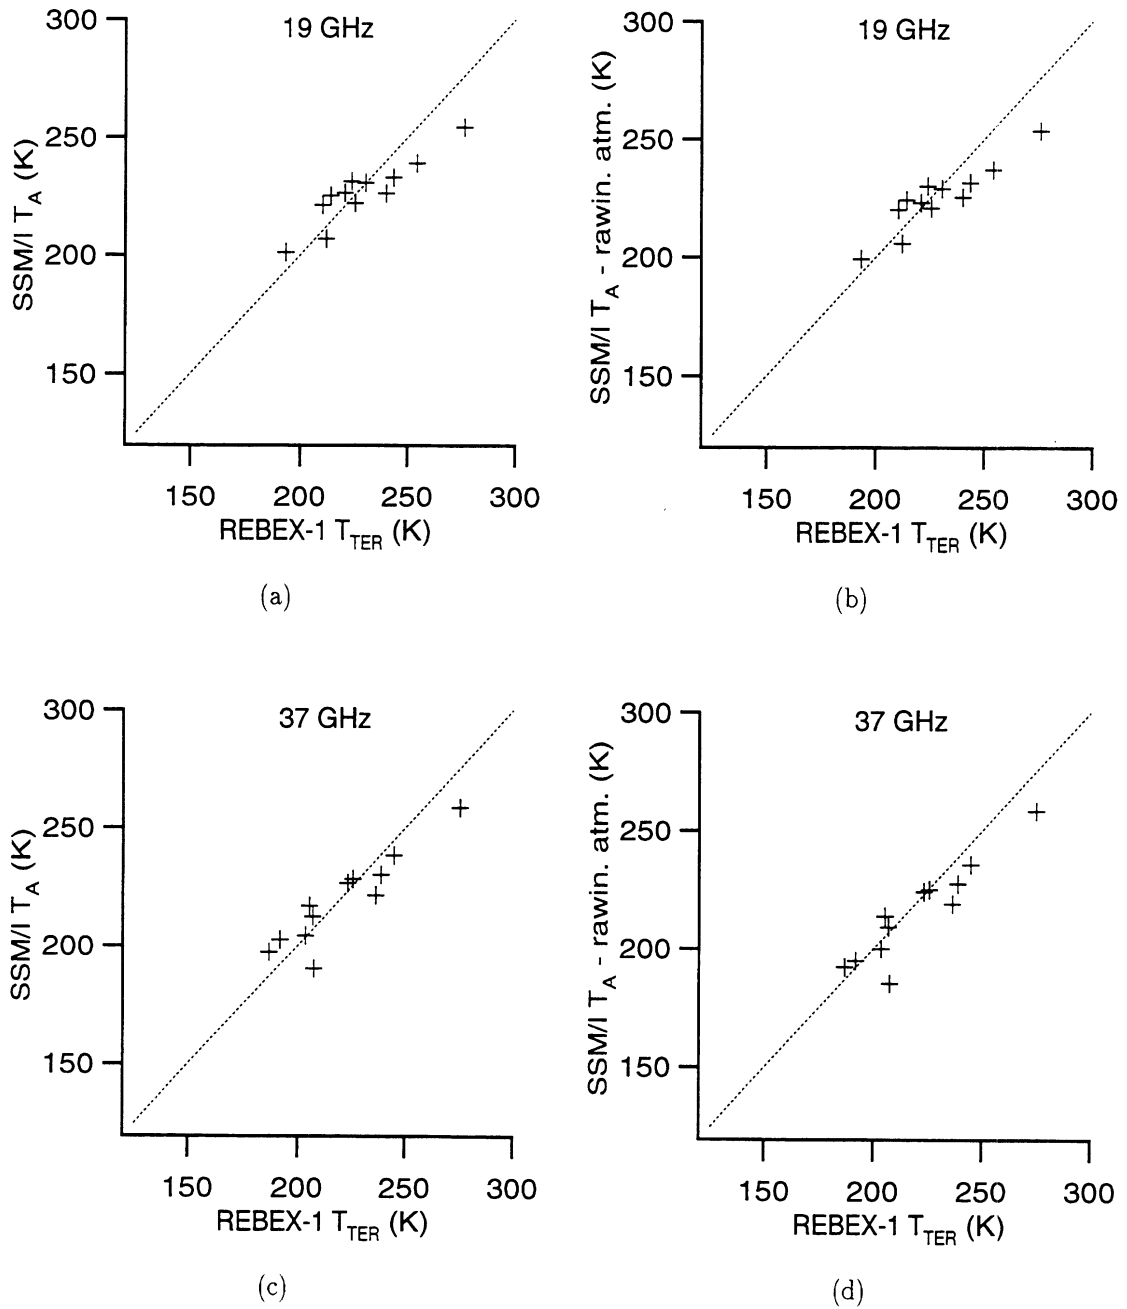 19 GHz
300
250
200
150
SSM/I T_A (K)
150 200 250 300
REBEX-1 T_TER (K)
(a)
19 GHz
300
250
200
150
SSM/I T_A - rawin. atm. (K)
150 200 250 300
REBEX-1 T_TER (K)
(b)
37 GHz
300
250
200
150
SSM/I T_A (K)
150 200 250 300
REBEX-1 T_TER (K)
(c)
37 GHz
300
250
200
150
SSM/I T_A - rawin. atm. (K)
150 200 250 300
REBEX-1 T_TER (K)
(d)